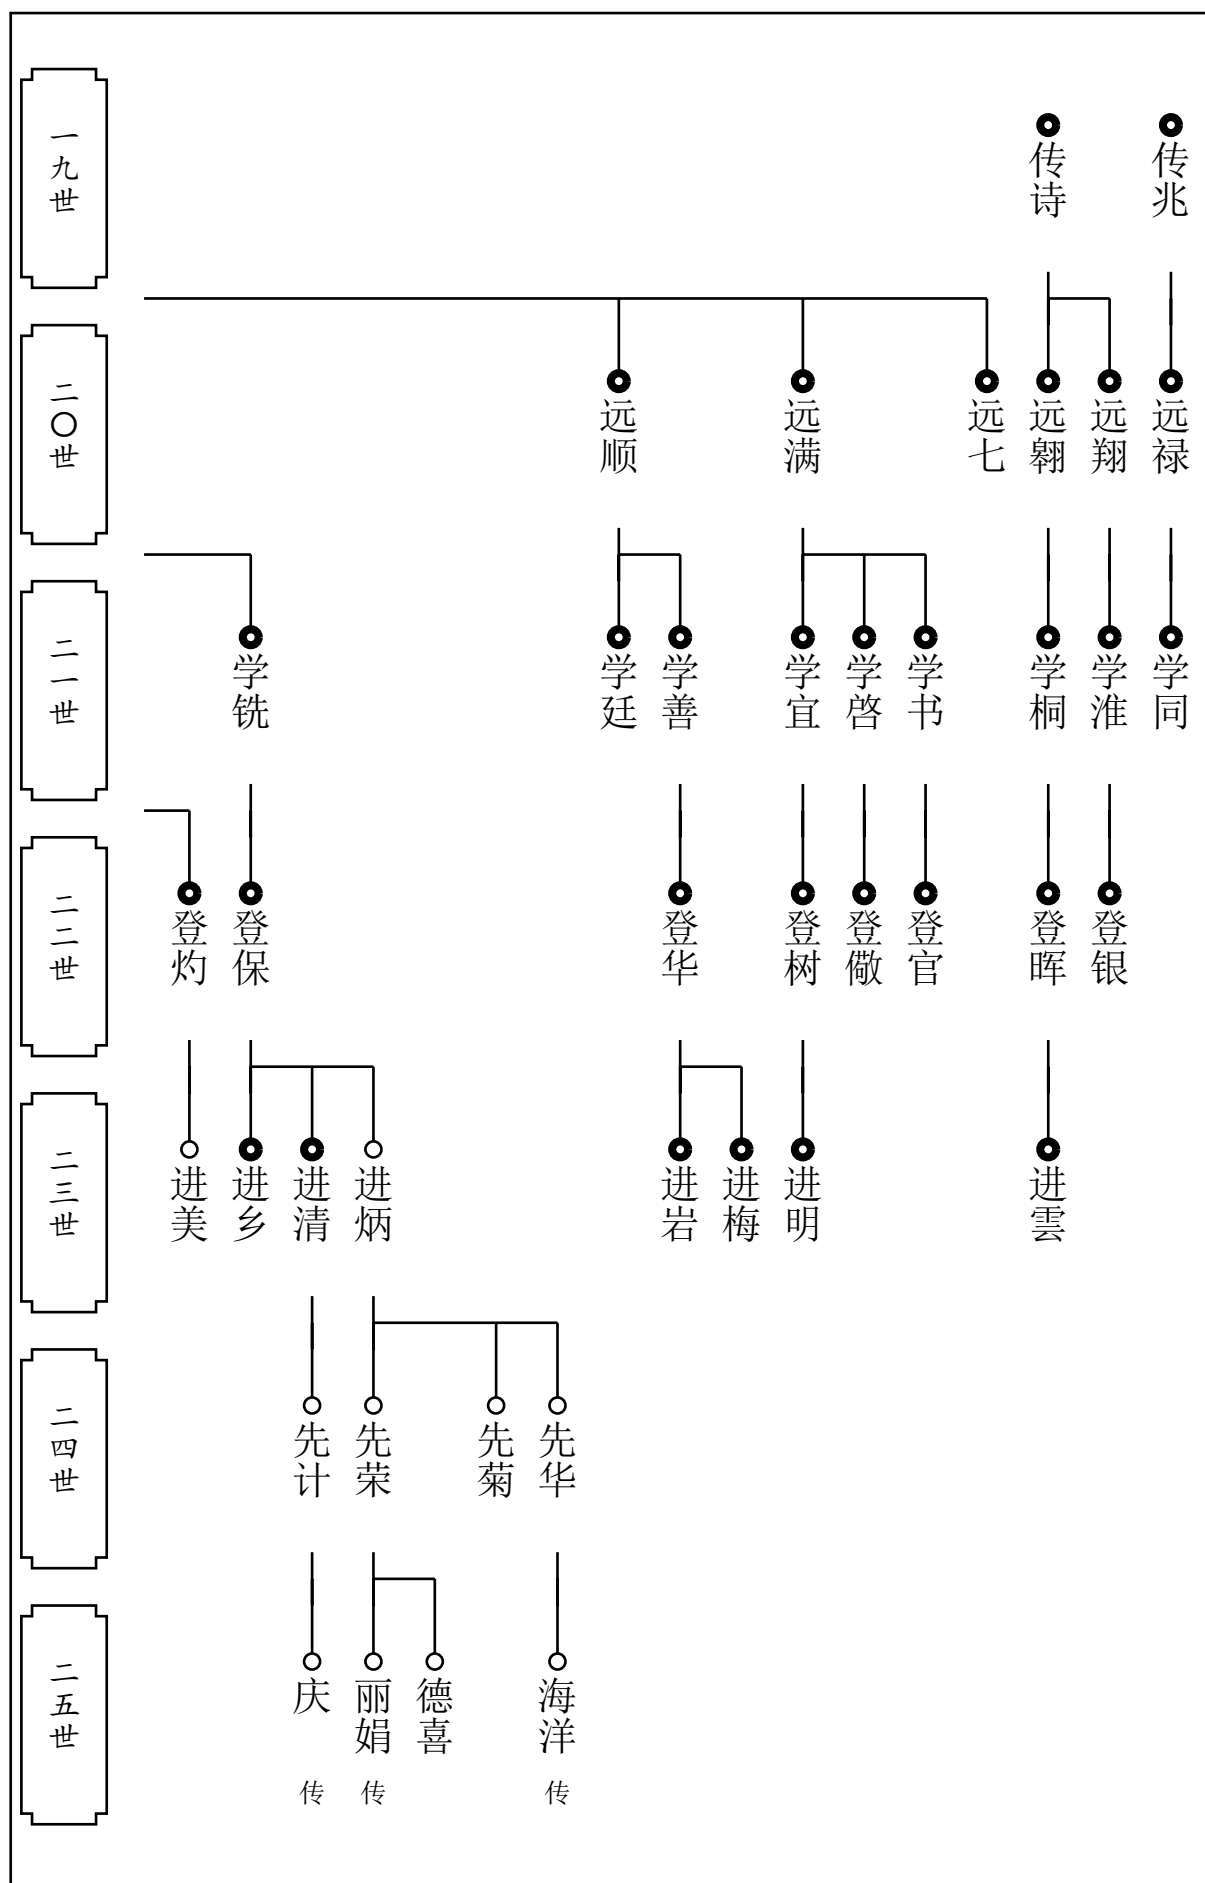 一九世
传诗
传兆
二〇世
远顺
远满
远七
远翱
远翔
远禄
二一世
学铣
学廷
学善
学宜
学啓
学书
学桐
学淮
学同
二二世
登灼
登保
登华
登树
登儆
登官
登晖
登银
二三世
进美
进乡
进清
进炳
进岩
进梅
进明
进雲
二四世
先计
先荣
先菊
先华
二五世
庆
丽娟
德喜
海洋
传
传
传